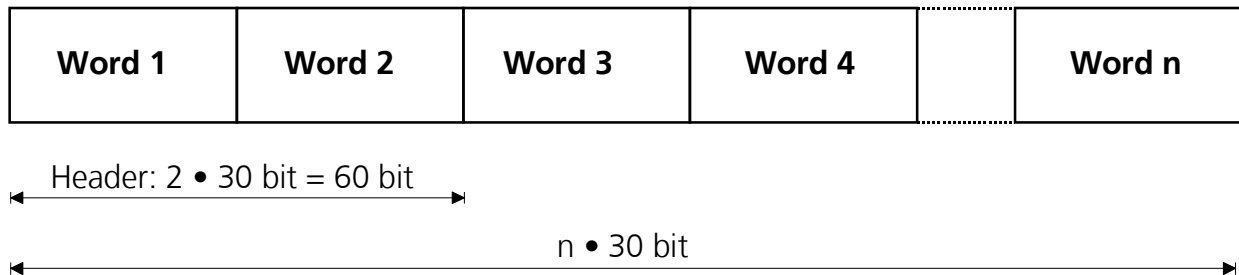 Word 1 Word 2 Word 3 Word 4 Word n
Header: 2 • 30 bit = 60 bit
n • 30 bit